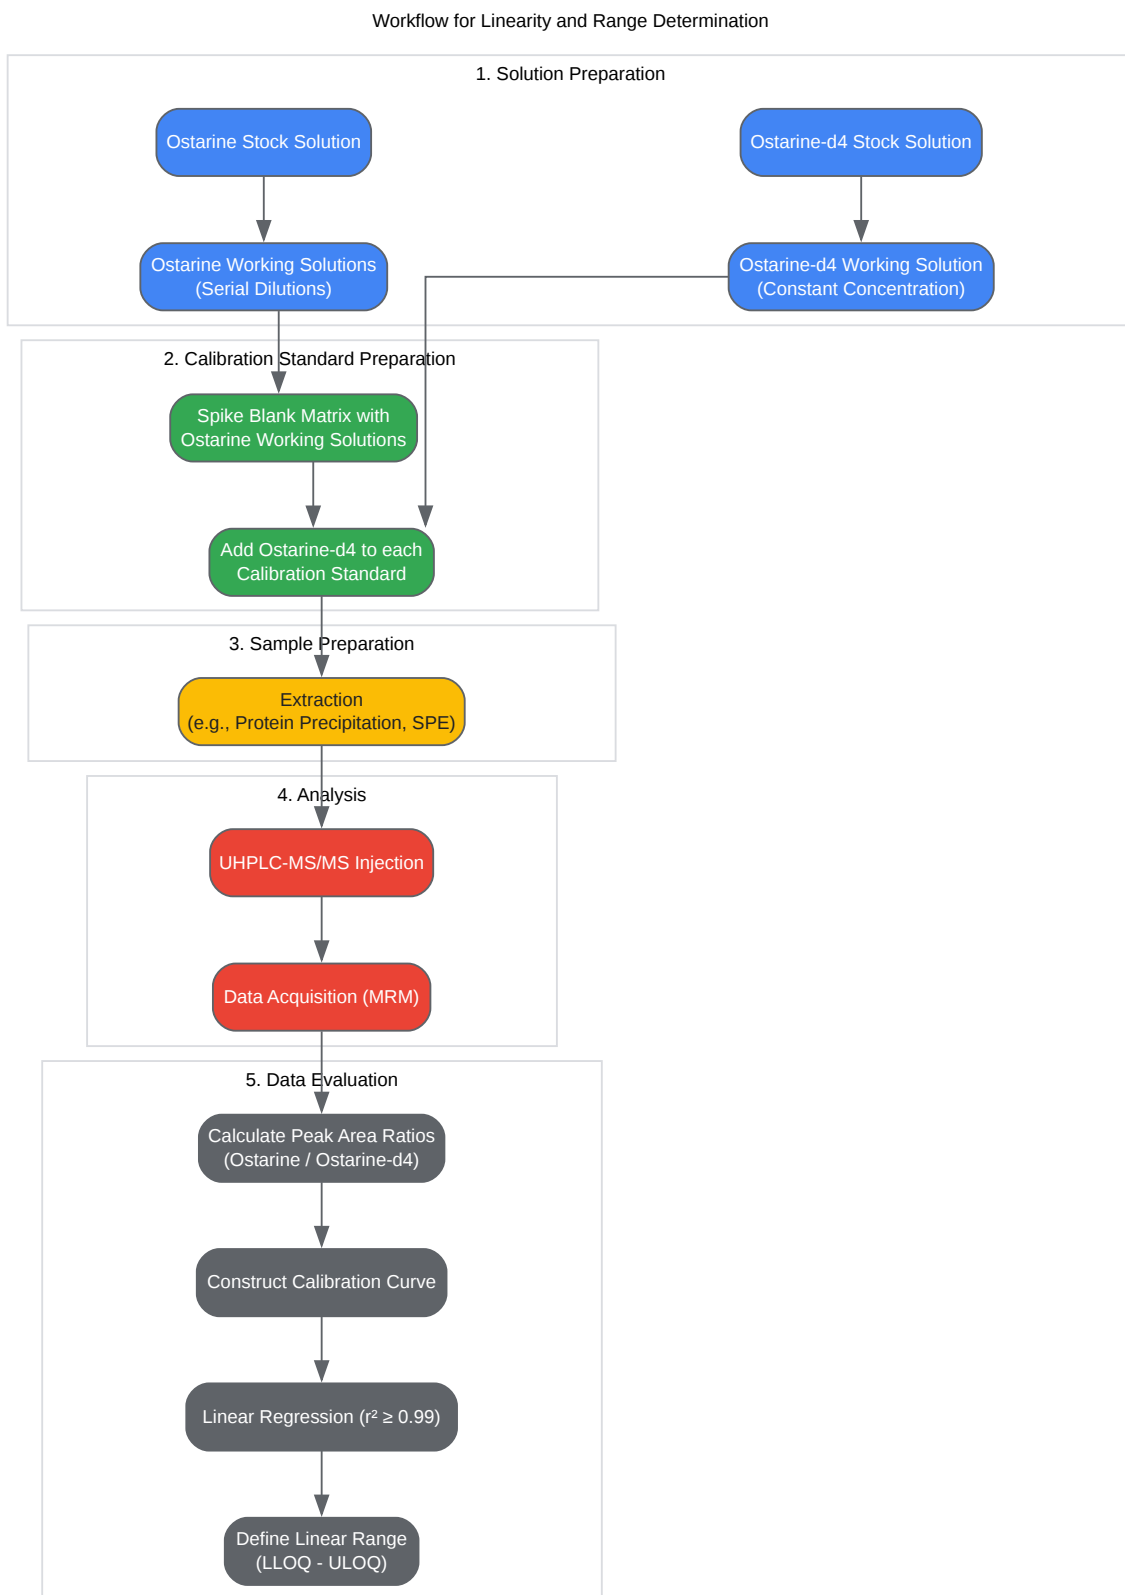 Workflow for Linearity and Range Determination
1. Solution Preparation
Ostarine Stock Solution
Ostarine-d4 Stock Solution
Ostarine Working Solutions
(Serial Dilutions)
Ostarine-d4 Working Solution
(Constant Concentration)
2. Calibration Standard Preparation
Spike Blank Matrix with
Ostarine Working Solutions
Add Ostarine-d4 to each
Calibration Standard
3. Sample Preparation
Extraction
(e.g., Protein Precipitation, SPE)
4. Analysis
UHPLC-MS/MS Injection
Data Acquisition (MRM)
5. Data Evaluation
Calculate Peak Area Ratios
(Ostarine / Ostarine-d4)
Construct Calibration Curve
Linear Regression (r² ≥ 0.99)
Define Linear Range
(LLOQ - ULOQ)